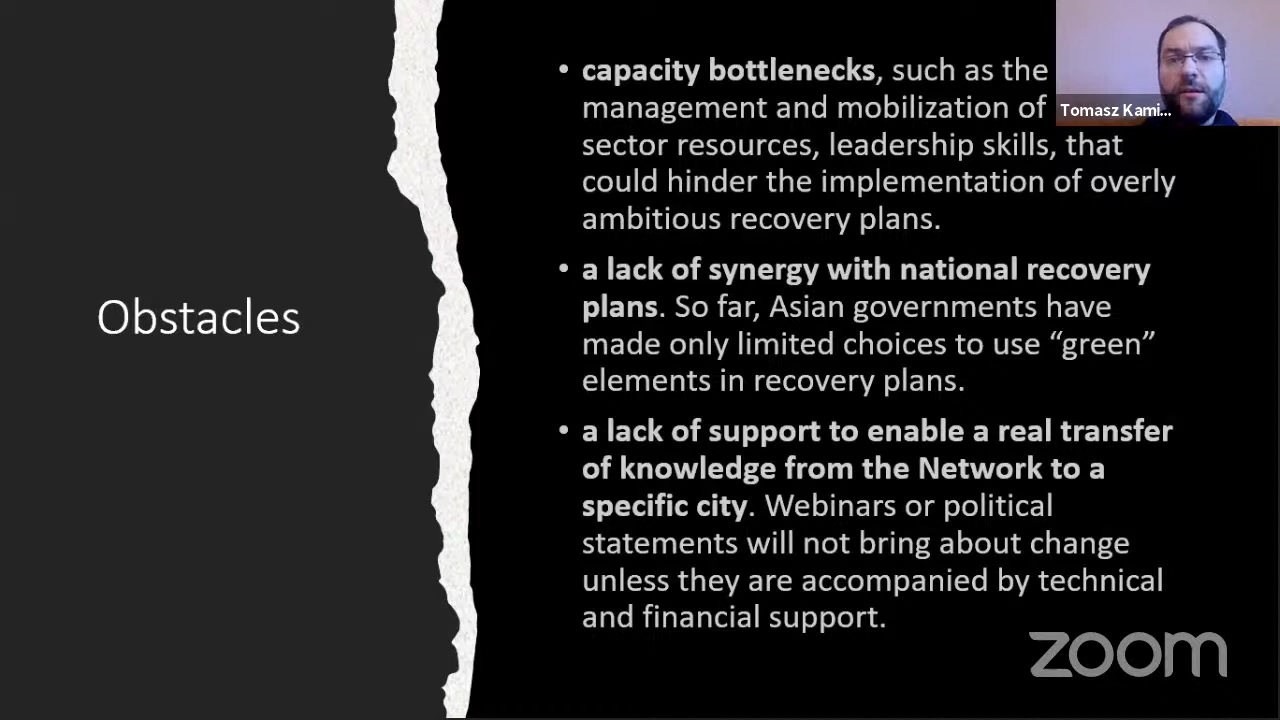 Obstacles
• capacity bottlenecks, such as the
management and mobilization of
sector resources, leadership skills, that
could hinder the implementation of overly
ambitious recovery plans.
• a lack of synergy with national recovery
plans. So far, Asian governments have
made only limited choices to use “green”
elements in recovery plans.
• a lack of support to enable a real transfer
of knowledge from the Network to a
specific city. Webinars or political
statements will not bring about change
unless they are accompanied by technical
and financial support.
Tomasz Kami...
zoom